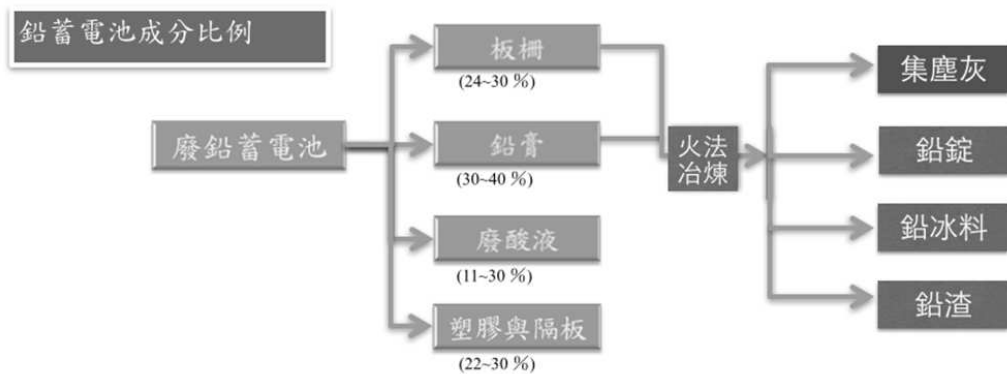 鉛蓄電池成分比例
板柵
(24~30 %)
廢鉛蓄電池
鉛膏
(30~40 %)
廢酸液
(11~30 %)
塑膠與隔板
(22~30 %)
火法
冶煉
集塵灰
鉛錠
鉛冰料
鉛渣